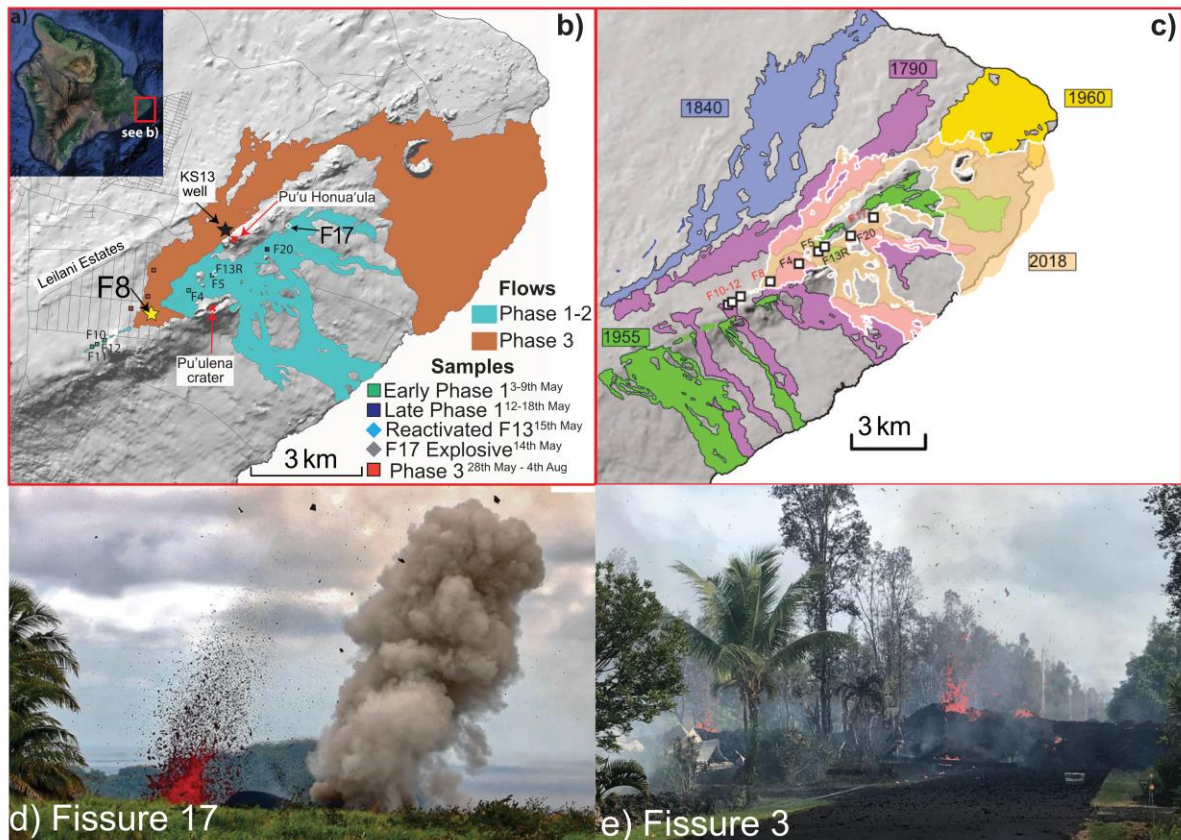 a)
see b)
b)
KS13
well
Pu'u Honua'ula
Leilani Estates
F17
F20
F13R
F5
F4
F8
F10
F12
F11
Pu'ulena
crater
Flows
Phase 1-2
Phase 3
Samples
Early Phase 1 3-9th May
Late Phase 1 12-18th May
Reactivated F13 15th May
F17 Explosive 14th May
Phase 3 28th May - 4th Aug
3 km
c)
1790
1840
1960
F17
F20
F5
F13R
F4
F8
F10-12
2018
1955
3 km
d) Fissure 17
e) Fissure 3